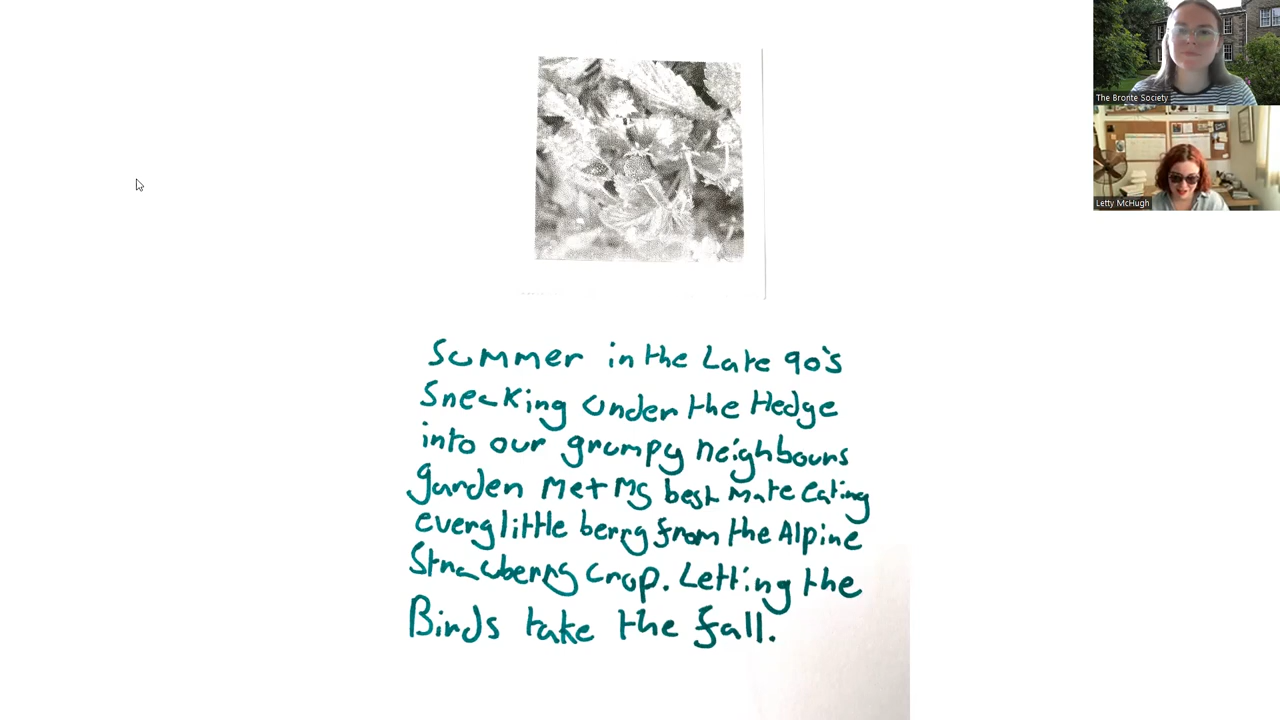 The Bronte Society
Letty McHugh
Summer in the Late 90's
Sneaking under the Hedge
into our grumpy neighbours
garden Me + My best mate Eating
every little berry from the Alpine
Strawberry crop. Letting the
Birds take the fall.